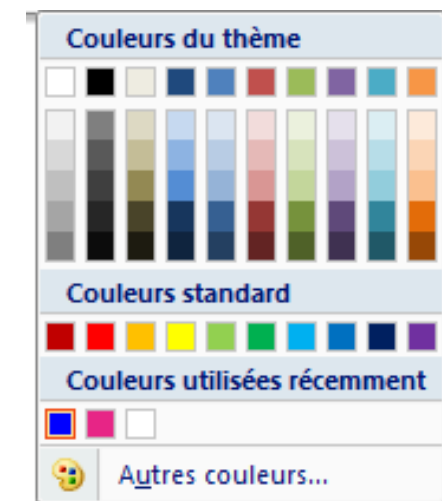 Couleurs du thème
Couleurs standard
Couleurs utilisées récemment
Autres couleurs...